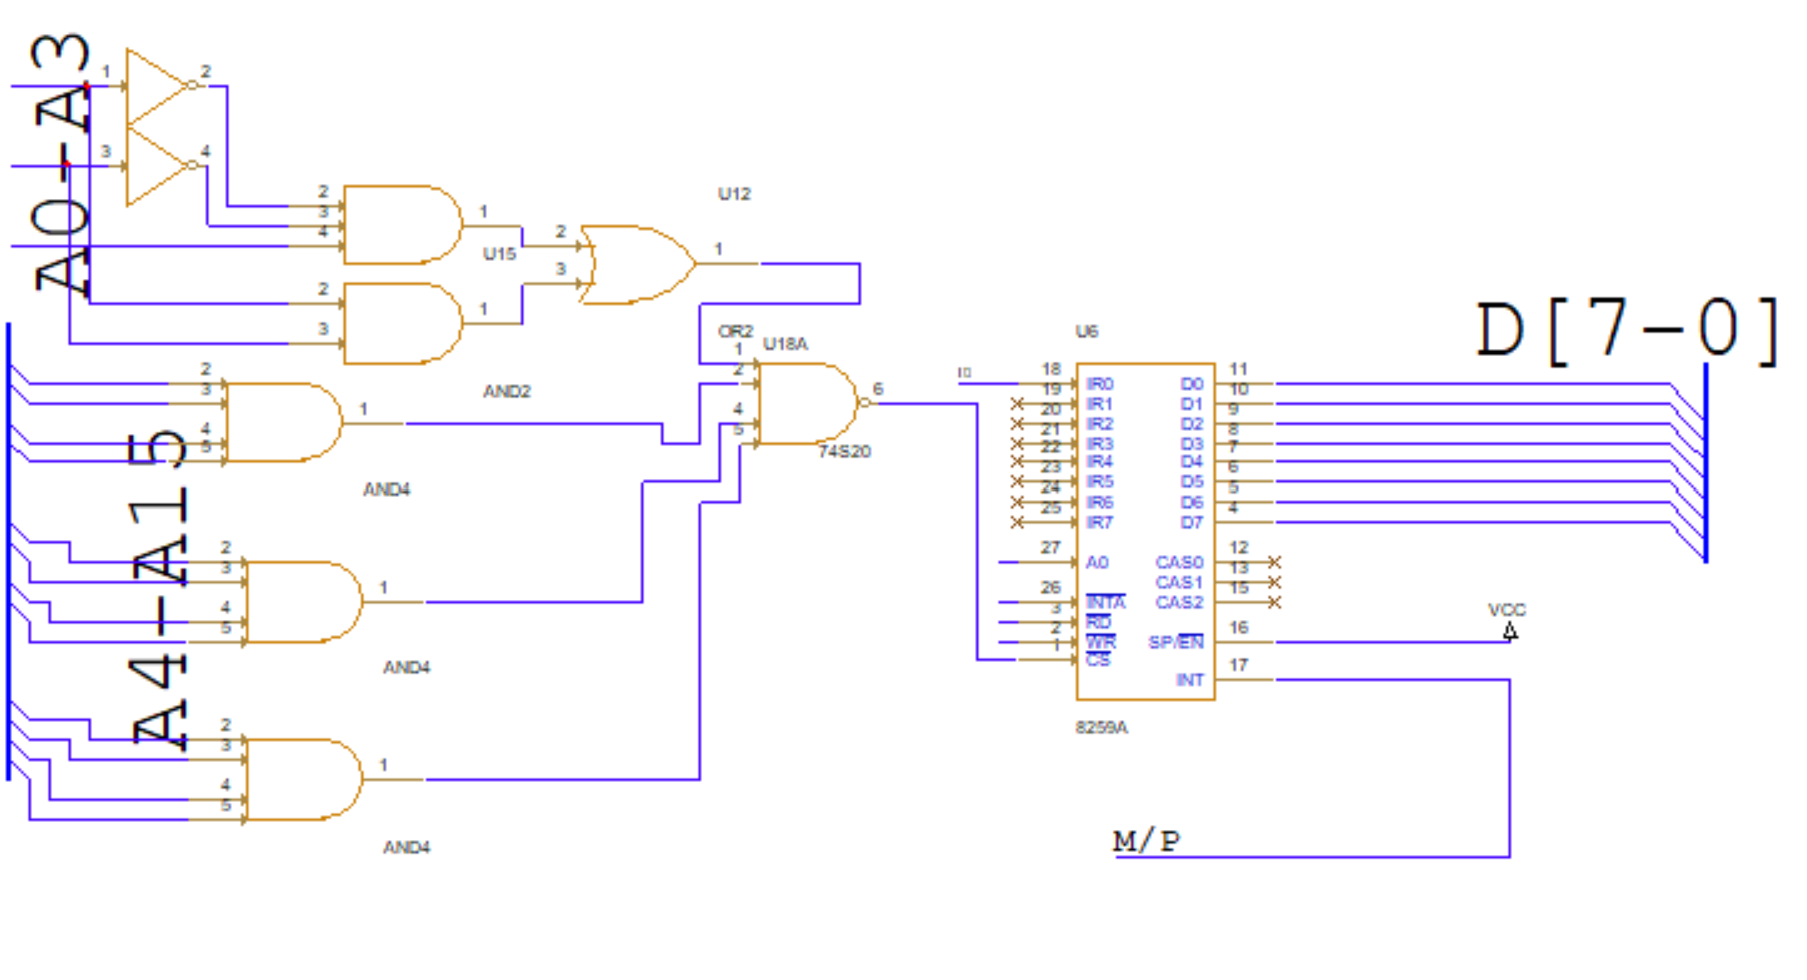 A0-A3
1
2
3
4
2
3
4
1
U15
2
3
1
AND2
2
3
1
U12
OR2
A4-A15
2
3
4
5
1
AND4
2
3
4
5
1
AND4
2
3
4
5
1
AND4
1
2
4
5
U18A
6
74S20
U6
I0
18 IR0 D0 11
19 IR1 D1 10
20 IR2 D2 9
21 IR3 D3 8
22 IR4 D4 7
23 IR5 D5 6
24 IR6 D6 5
25 IR7 D7 4
27 A0 CAS0 12
CAS1 13
26 INTA CAS2 15
3 RD
2 WR SP/EN 16
1 CS
INT 17
8259A
D[7-0]
VCC
M/P